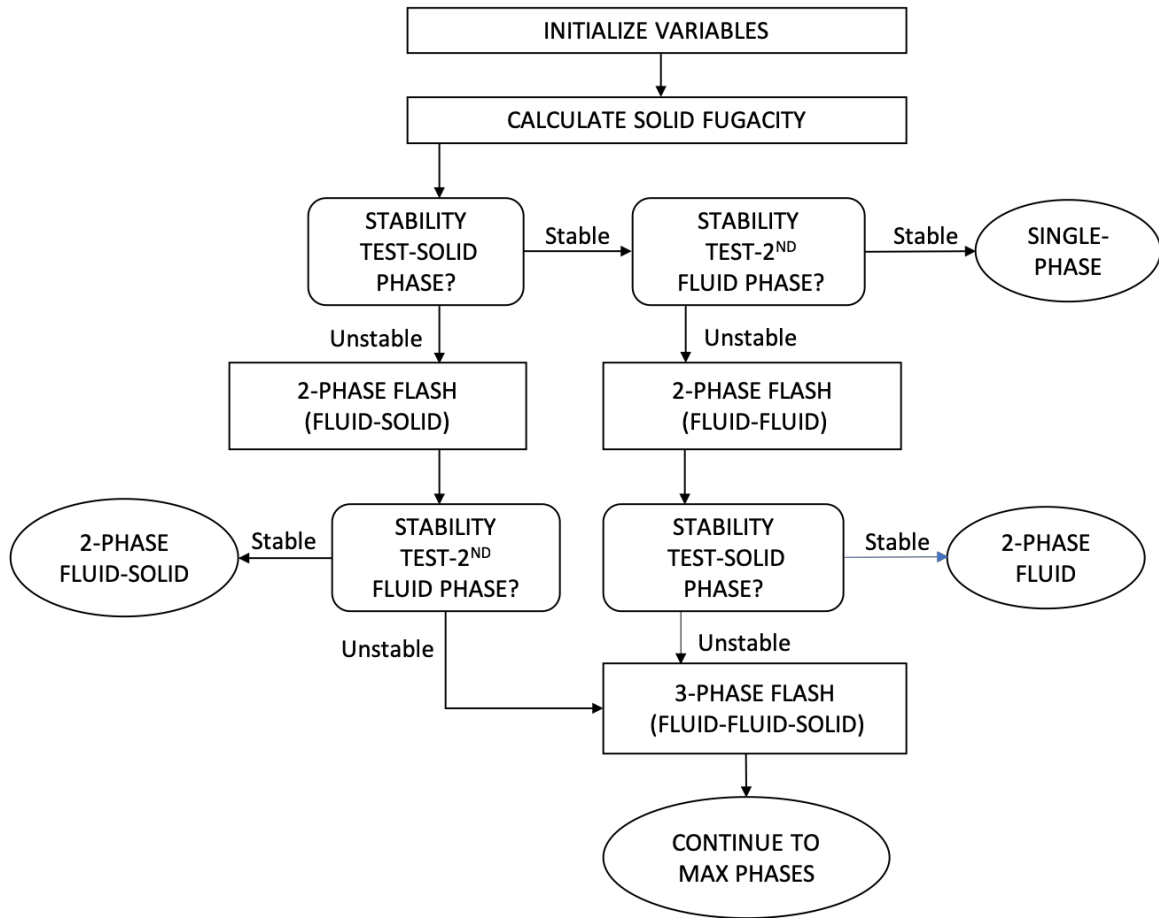 INITIALIZE VARIABLES
CALCULATE SOLID FUGACITY
STABILITY
TEST-SOLID
PHASE?
Stable
STABILITY
TEST-2ND
FLUID PHASE?
Stable
SINGLE-
PHASE
Unstable
Unstable
2-PHASE FLASH
(FLUID-SOLID)
2-PHASE FLASH
(FLUID-FLUID)
2-PHASE
FLUID-SOLID
Stable
STABILITY
TEST-2ND
FLUID PHASE?
STABILITY
TEST-SOLID
PHASE?
Stable
2-PHASE
FLUID
Unstable
Unstable
3-PHASE FLASH
(FLUID-FLUID-SOLID)
CONTINUE TO
MAX PHASES